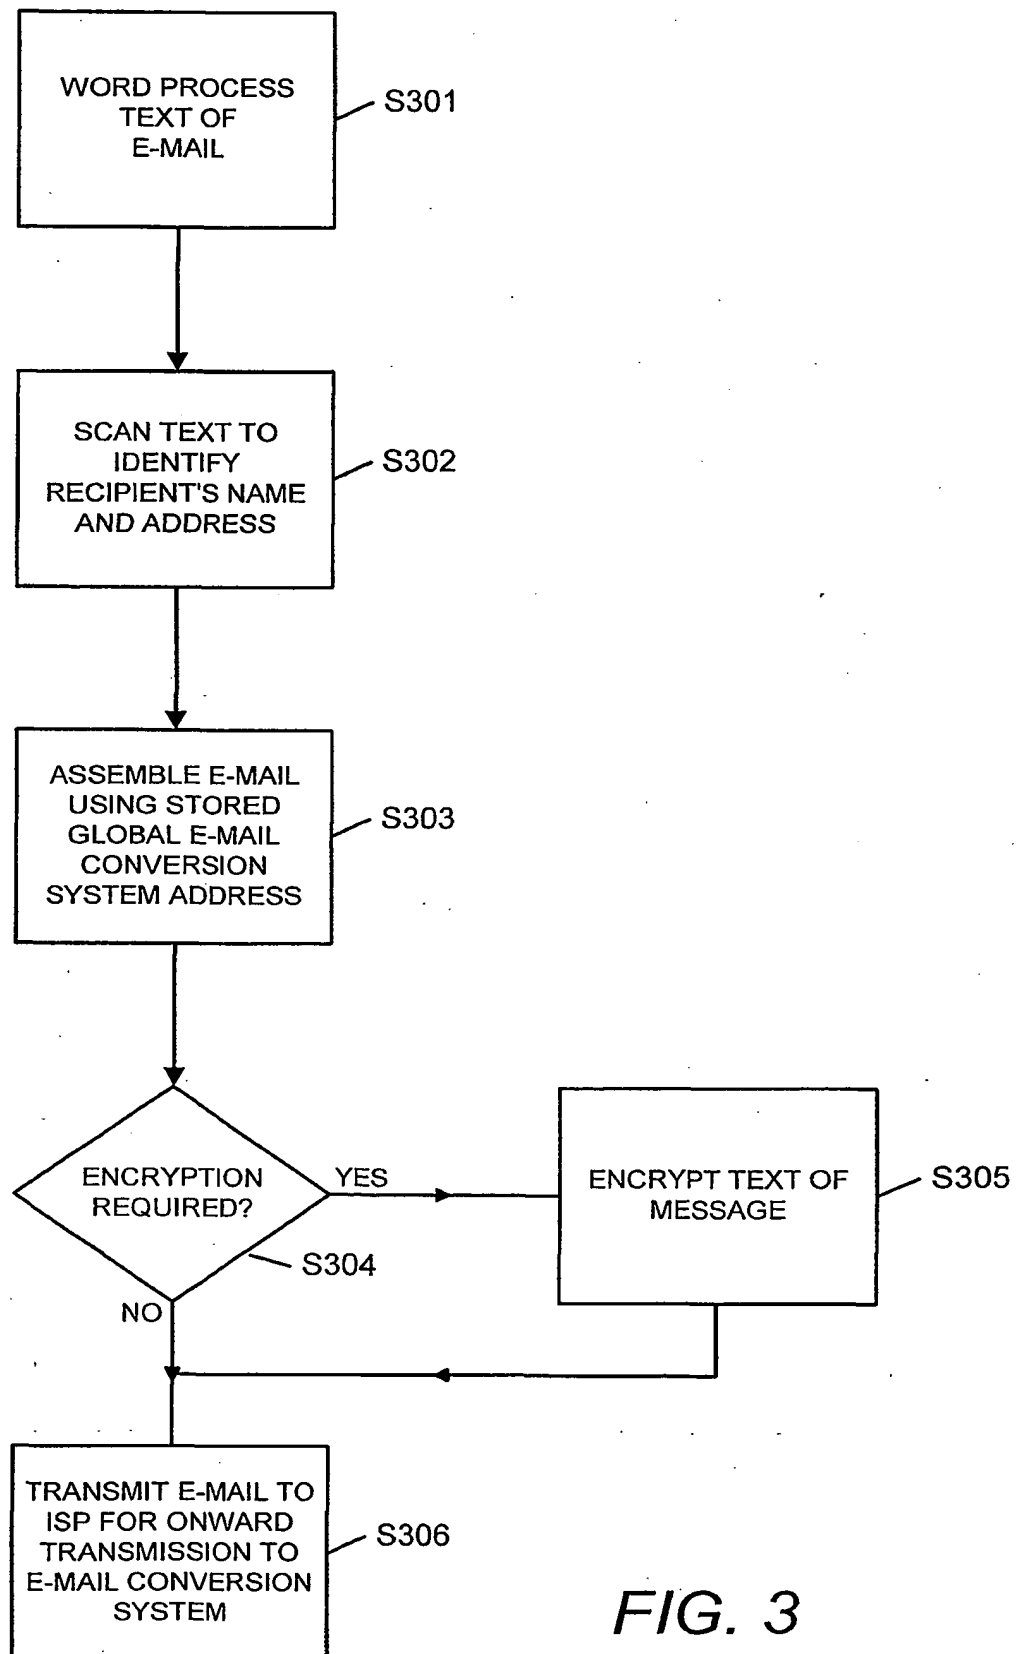 WORD PROCESS
TEXT OF
E-MAIL
S301
SCAN TEXT TO
IDENTIFY
RECIPIENT'S NAME
AND ADDRESS
S302
ASSEMBLE E-MAIL
USING STORED
GLOBAL E-MAIL
CONVERSION
SYSTEM ADDRESS
S303
ENCRYPTION
REQUIRED?
S304
YES
NO
ENCRYPT TEXT OF
MESSAGE
S305
TRANSMIT E-MAIL TO
ISP FOR ONWARD
TRANSMISSION TO
E-MAIL CONVERSION
SYSTEM
S306
FIG. 3